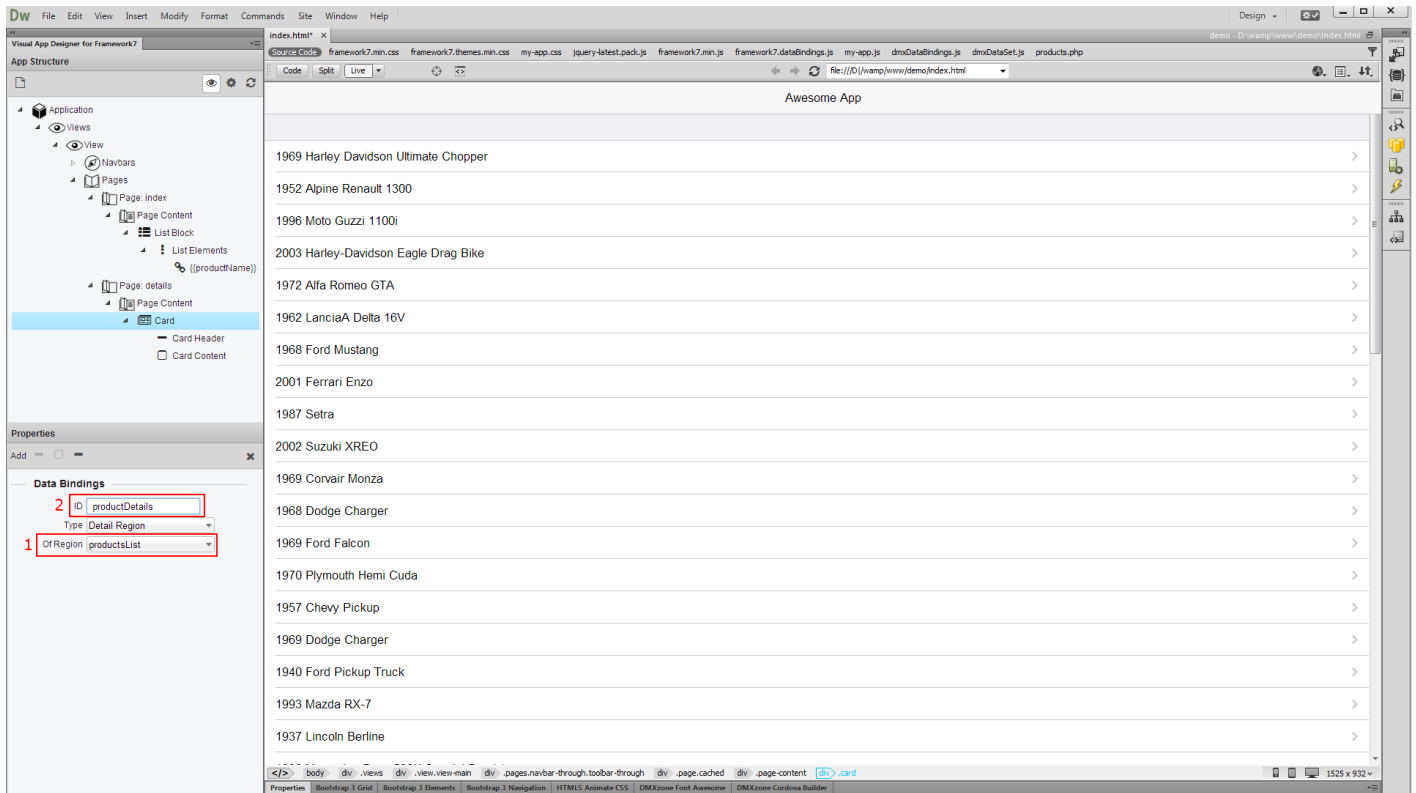 Dw File Edit View Insert Modify Format Commands Site Window Help Design
Visual App Designer for Framework7
index.html* x demo - D:\wamp\www\demo\index.html
App Structure
Source Code framework7.min.css framework7.themes.min.css my-app.css jquery-latest.pack.js framework7.min.js framework7.dataBindings.js my-app.js dmxDataBindings.js dmxDataSet.js products.php
Code Split Live file:///D|/wamp/www/demo/index.html
Awesome App
Application
Views
View
Navbars
Pages
Page: index
Page Content
List Block
List Elements
{{productName}}
Page: details
Page Content
Card
Card Header
Card Content
Properties
Add
Data Bindings
2 ID productDetails
Type Detail Region
1 Of Region productsList
1969 Harley Davidson Ultimate Chopper
1952 Alpine Renault 1300
1996 Moto Guzzi 1100i
2003 Harley-Davidson Eagle Drag Bike
1972 Alfa Romeo GTA
1962 LanciaA Delta 16V
1968 Ford Mustang
2001 Ferrari Enzo
1987 Setra
2002 Suzuki XREO
1969 Corvair Monza
1968 Dodge Charger
1969 Ford Falcon
1970 Plymouth Hemi Cuda
1957 Chevy Pickup
1969 Dodge Charger
1940 Ford Pickup Truck
1993 Mazda RX-7
1937 Lincoln Berline
</> body div .views div .view.view-main div .pages.navbar-through.toolbar-through div .page.cached div .page-content div .card 1525 x 932
Properties Bootstrap 3 Grid Bootstrap 3 Elements Bootstrap 3 Navigation HTML5 Animate CSS DMXzone Font Awesome DMXzone Cordova Builder